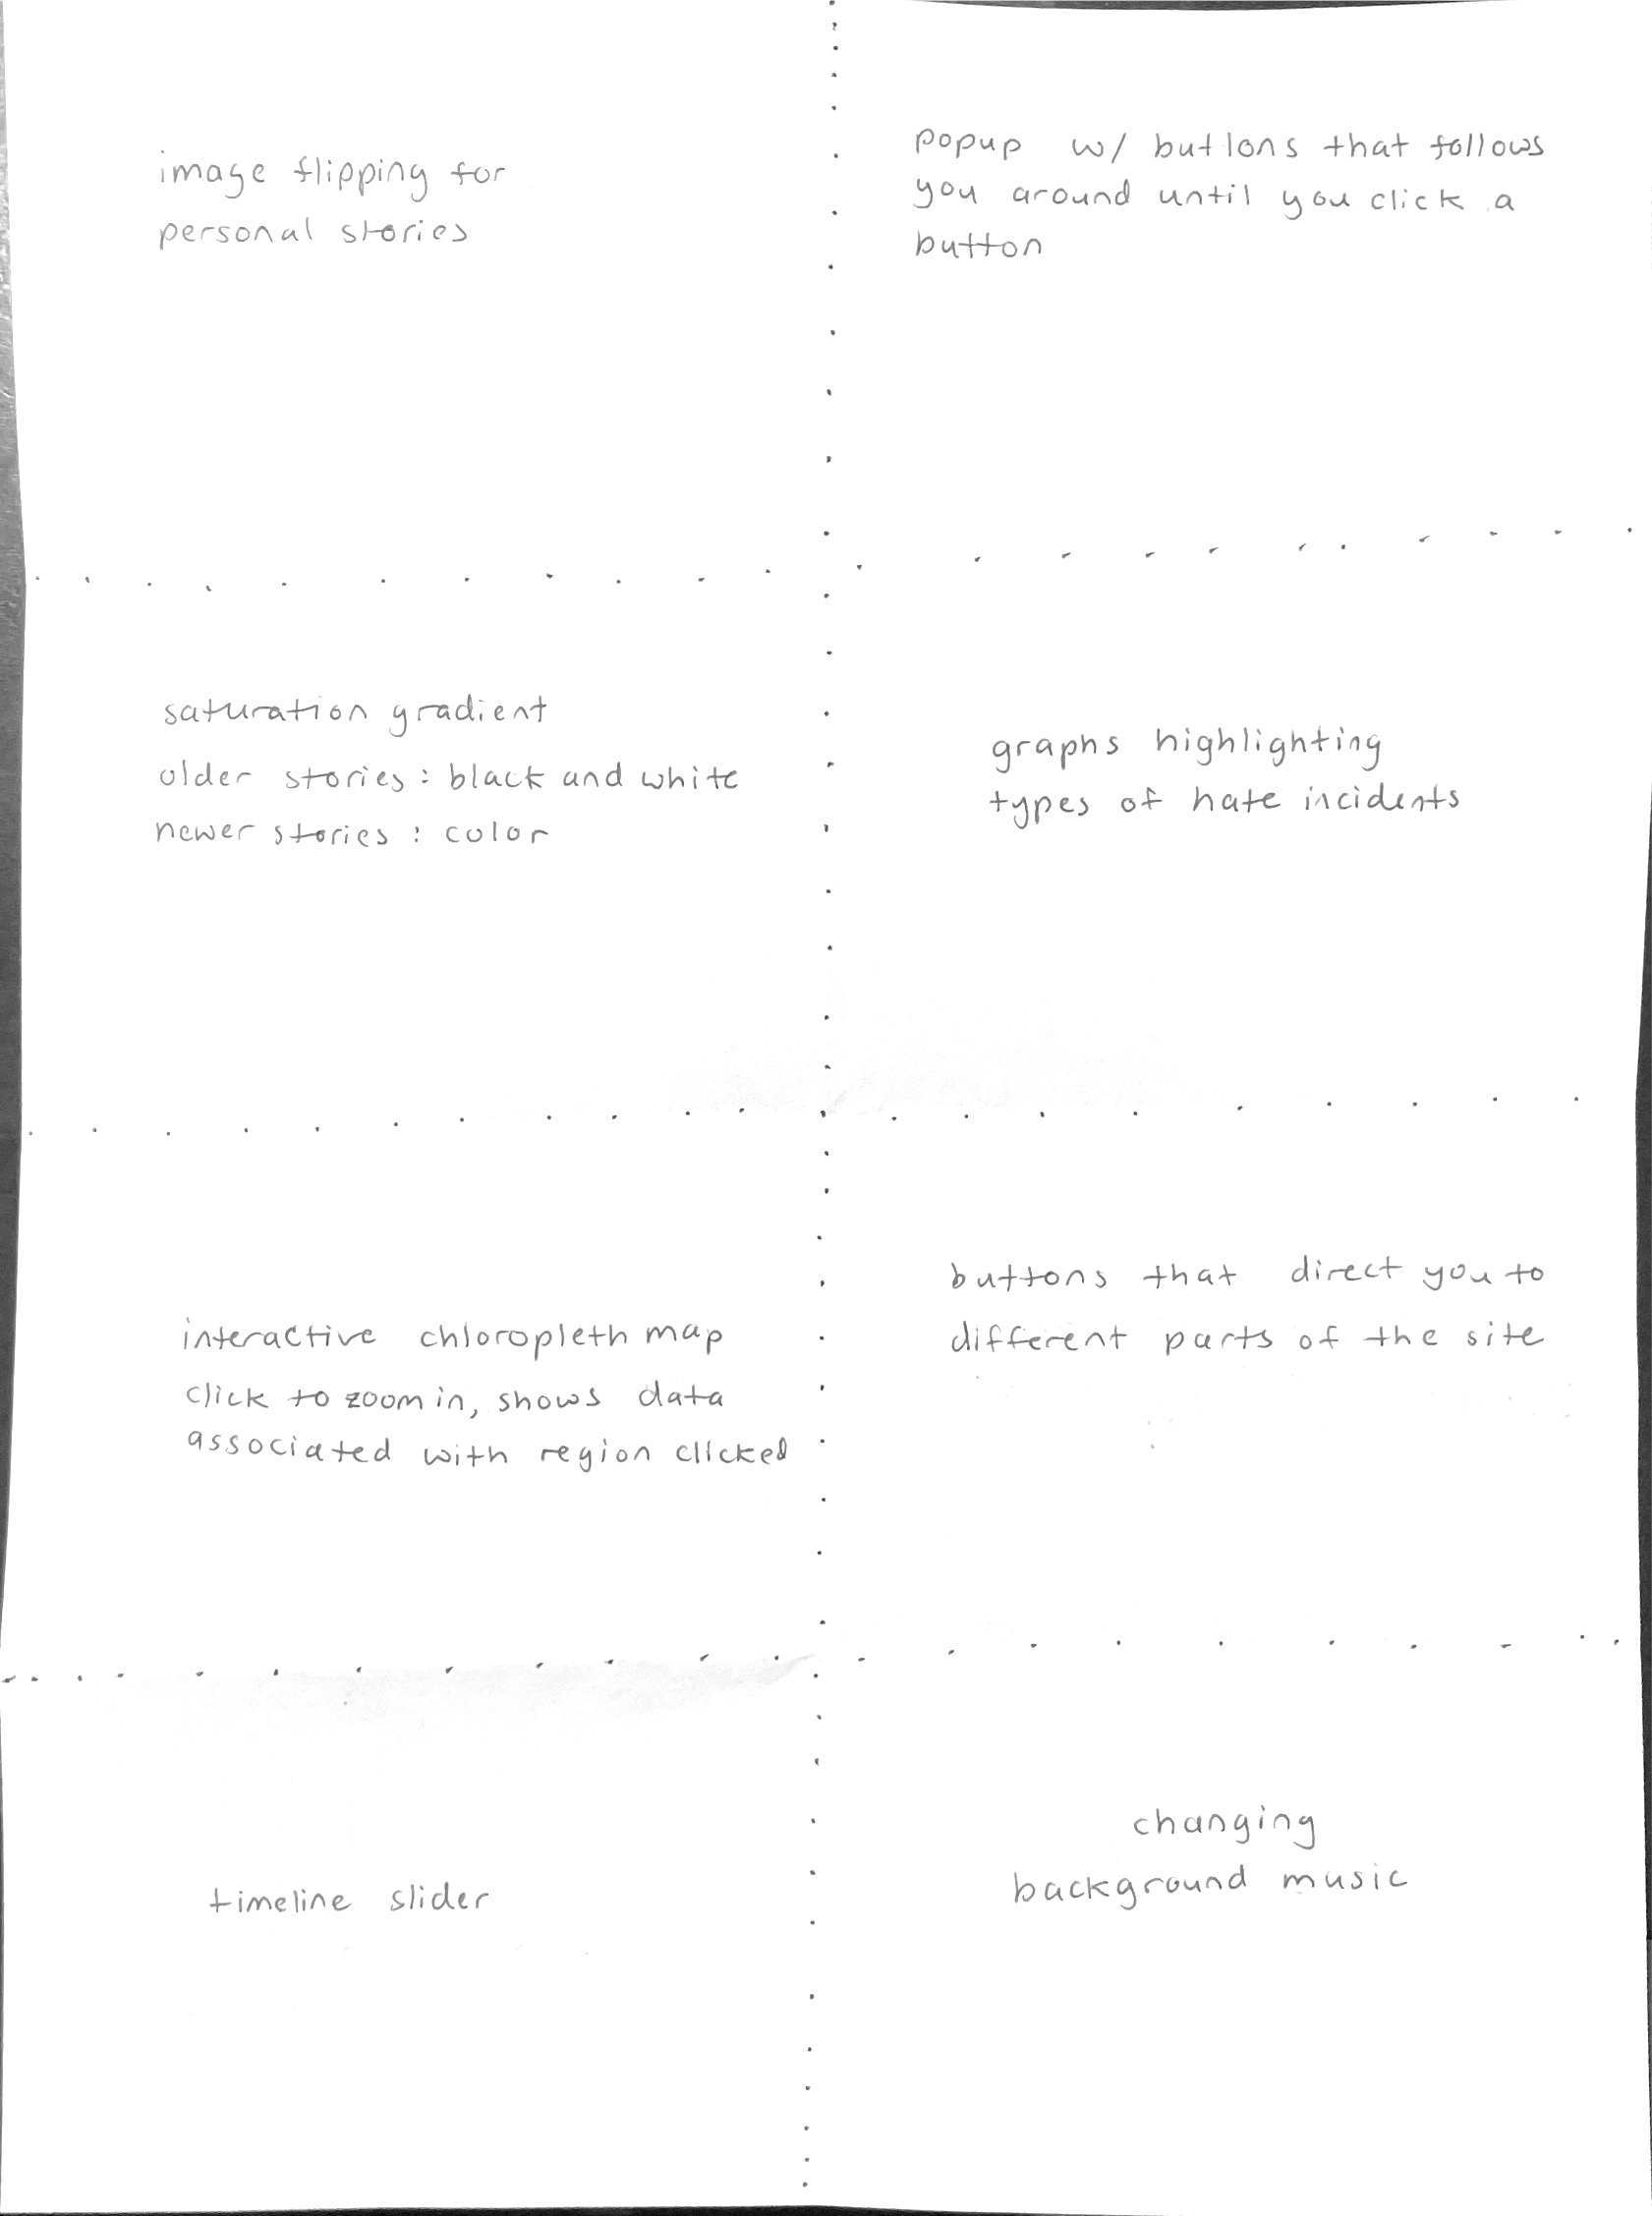 image flipping for
personal stories
popup w/ buttons that follows
you around until you click a
button
saturation gradient
older stories: black and white
newer stories: color
graphs highlighting
types of hate incidents
interactive chloropleth map
click to zoom in, shows data
associated with region clicked
buttons that direct you to
different parts of the site
timeline slider
changing
background music